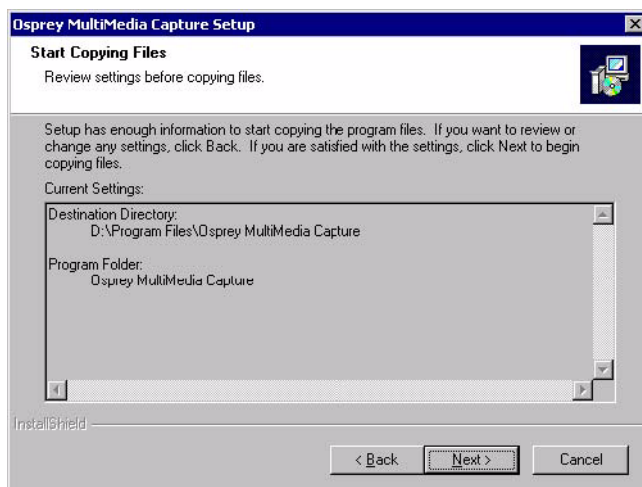 Osprey MultiMedia Capture Setup
Start Copying Files
Review settings before copying files.
Setup has enough information to start copying the program files. If you want to review or
change any settings, click Back. If you are satisfied with the settings, click Next to begin
copying files.
Current Settings:
Destination Directory:
D:\Program Files\Osprey MultiMedia Capture
Program Folder:
Osprey MultiMedia Capture
InstallShield
< Back
Next >
Cancel